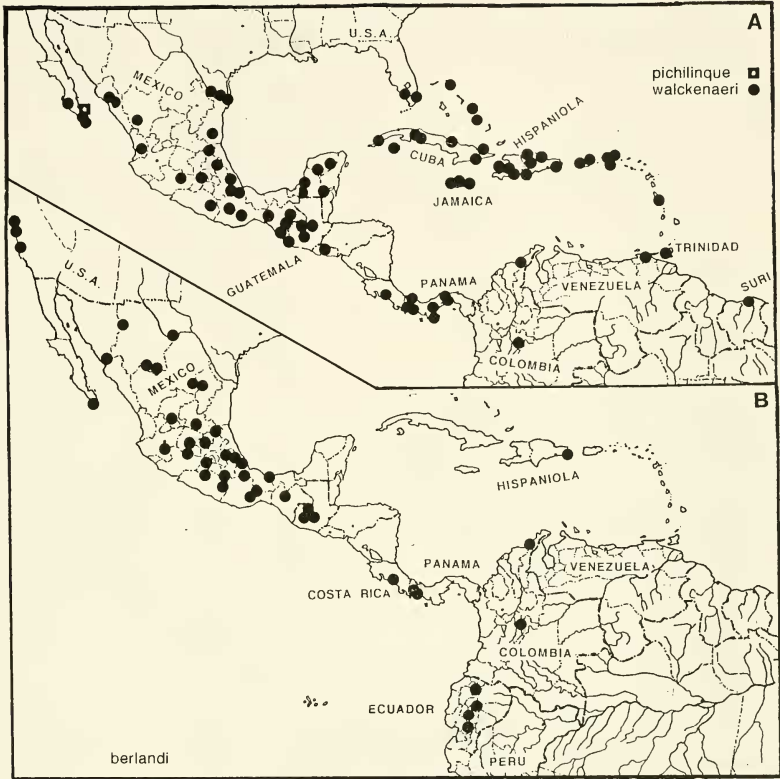 A
U.S.A.
MEXICO
pichilinque
walckenaeri
HISPANIOLA
CUBA
JAMAICA
TRINIDAD
GUATEMALA
PANAMA
VENEZUELA
SURI
COLOMBIA
B
U.S.A.
MEXICO
HISPANIOLA
PANAMA
VENEZUELA
COSTA RICA
COLOMBIA
ECUADOR
PERU
berlandi